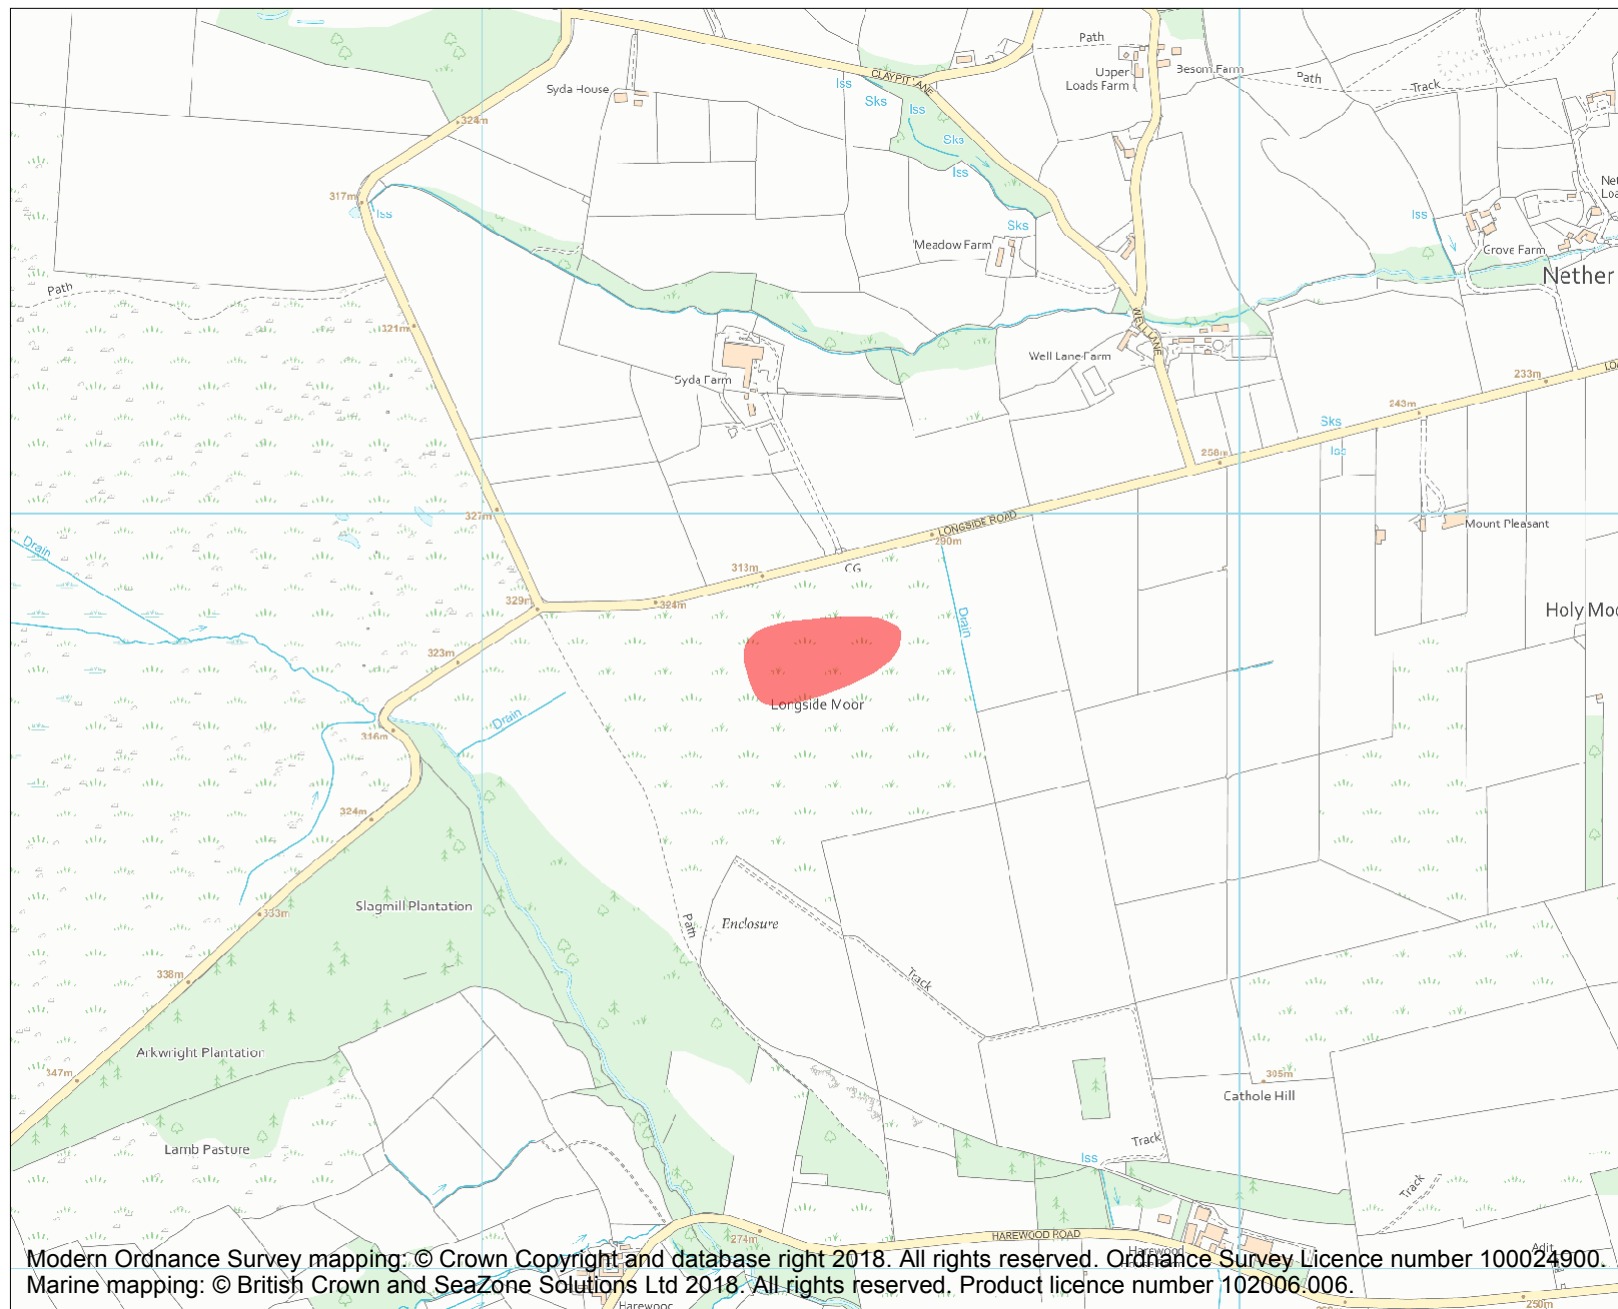 Path
CLAYPIT LANE
Upper
Loads Farm
Besom Farm
Path
Track
Syda House
Iss
Sks
Iss
324m
Sks
Iss
317m
Iss
Sks
Iss
Meadow Farm
Grove Farm
Nether
Path
321m
WELL LANE
Well Lane Farm
Syda Farm
233m
243m
Sks
258m
327m
LONGSIDE ROAD
290m
Mount Pleasant
Drain
313m
CG
329m
324m
Holy Moo
Drain
323m
Longside Moor
Drain
316m
324m
Slagmill Plantation
333m
Path
Enclosure
338m
Track
Arkwright Plantation
347m
305m
Cathole Hill
Lamb Pasture
Track
Iss
Track
274m
HAREWOOD ROAD
Harewood
Adit
Modern Ordnance Survey mapping: © Crown Copyright and database right 2018. All rights reserved. Ordnance Survey Licence number 100024900.
Marine mapping: © British Crown and SeaZone Solutions Ltd 2018. All rights reserved. Product licence number 102006.006.
250m